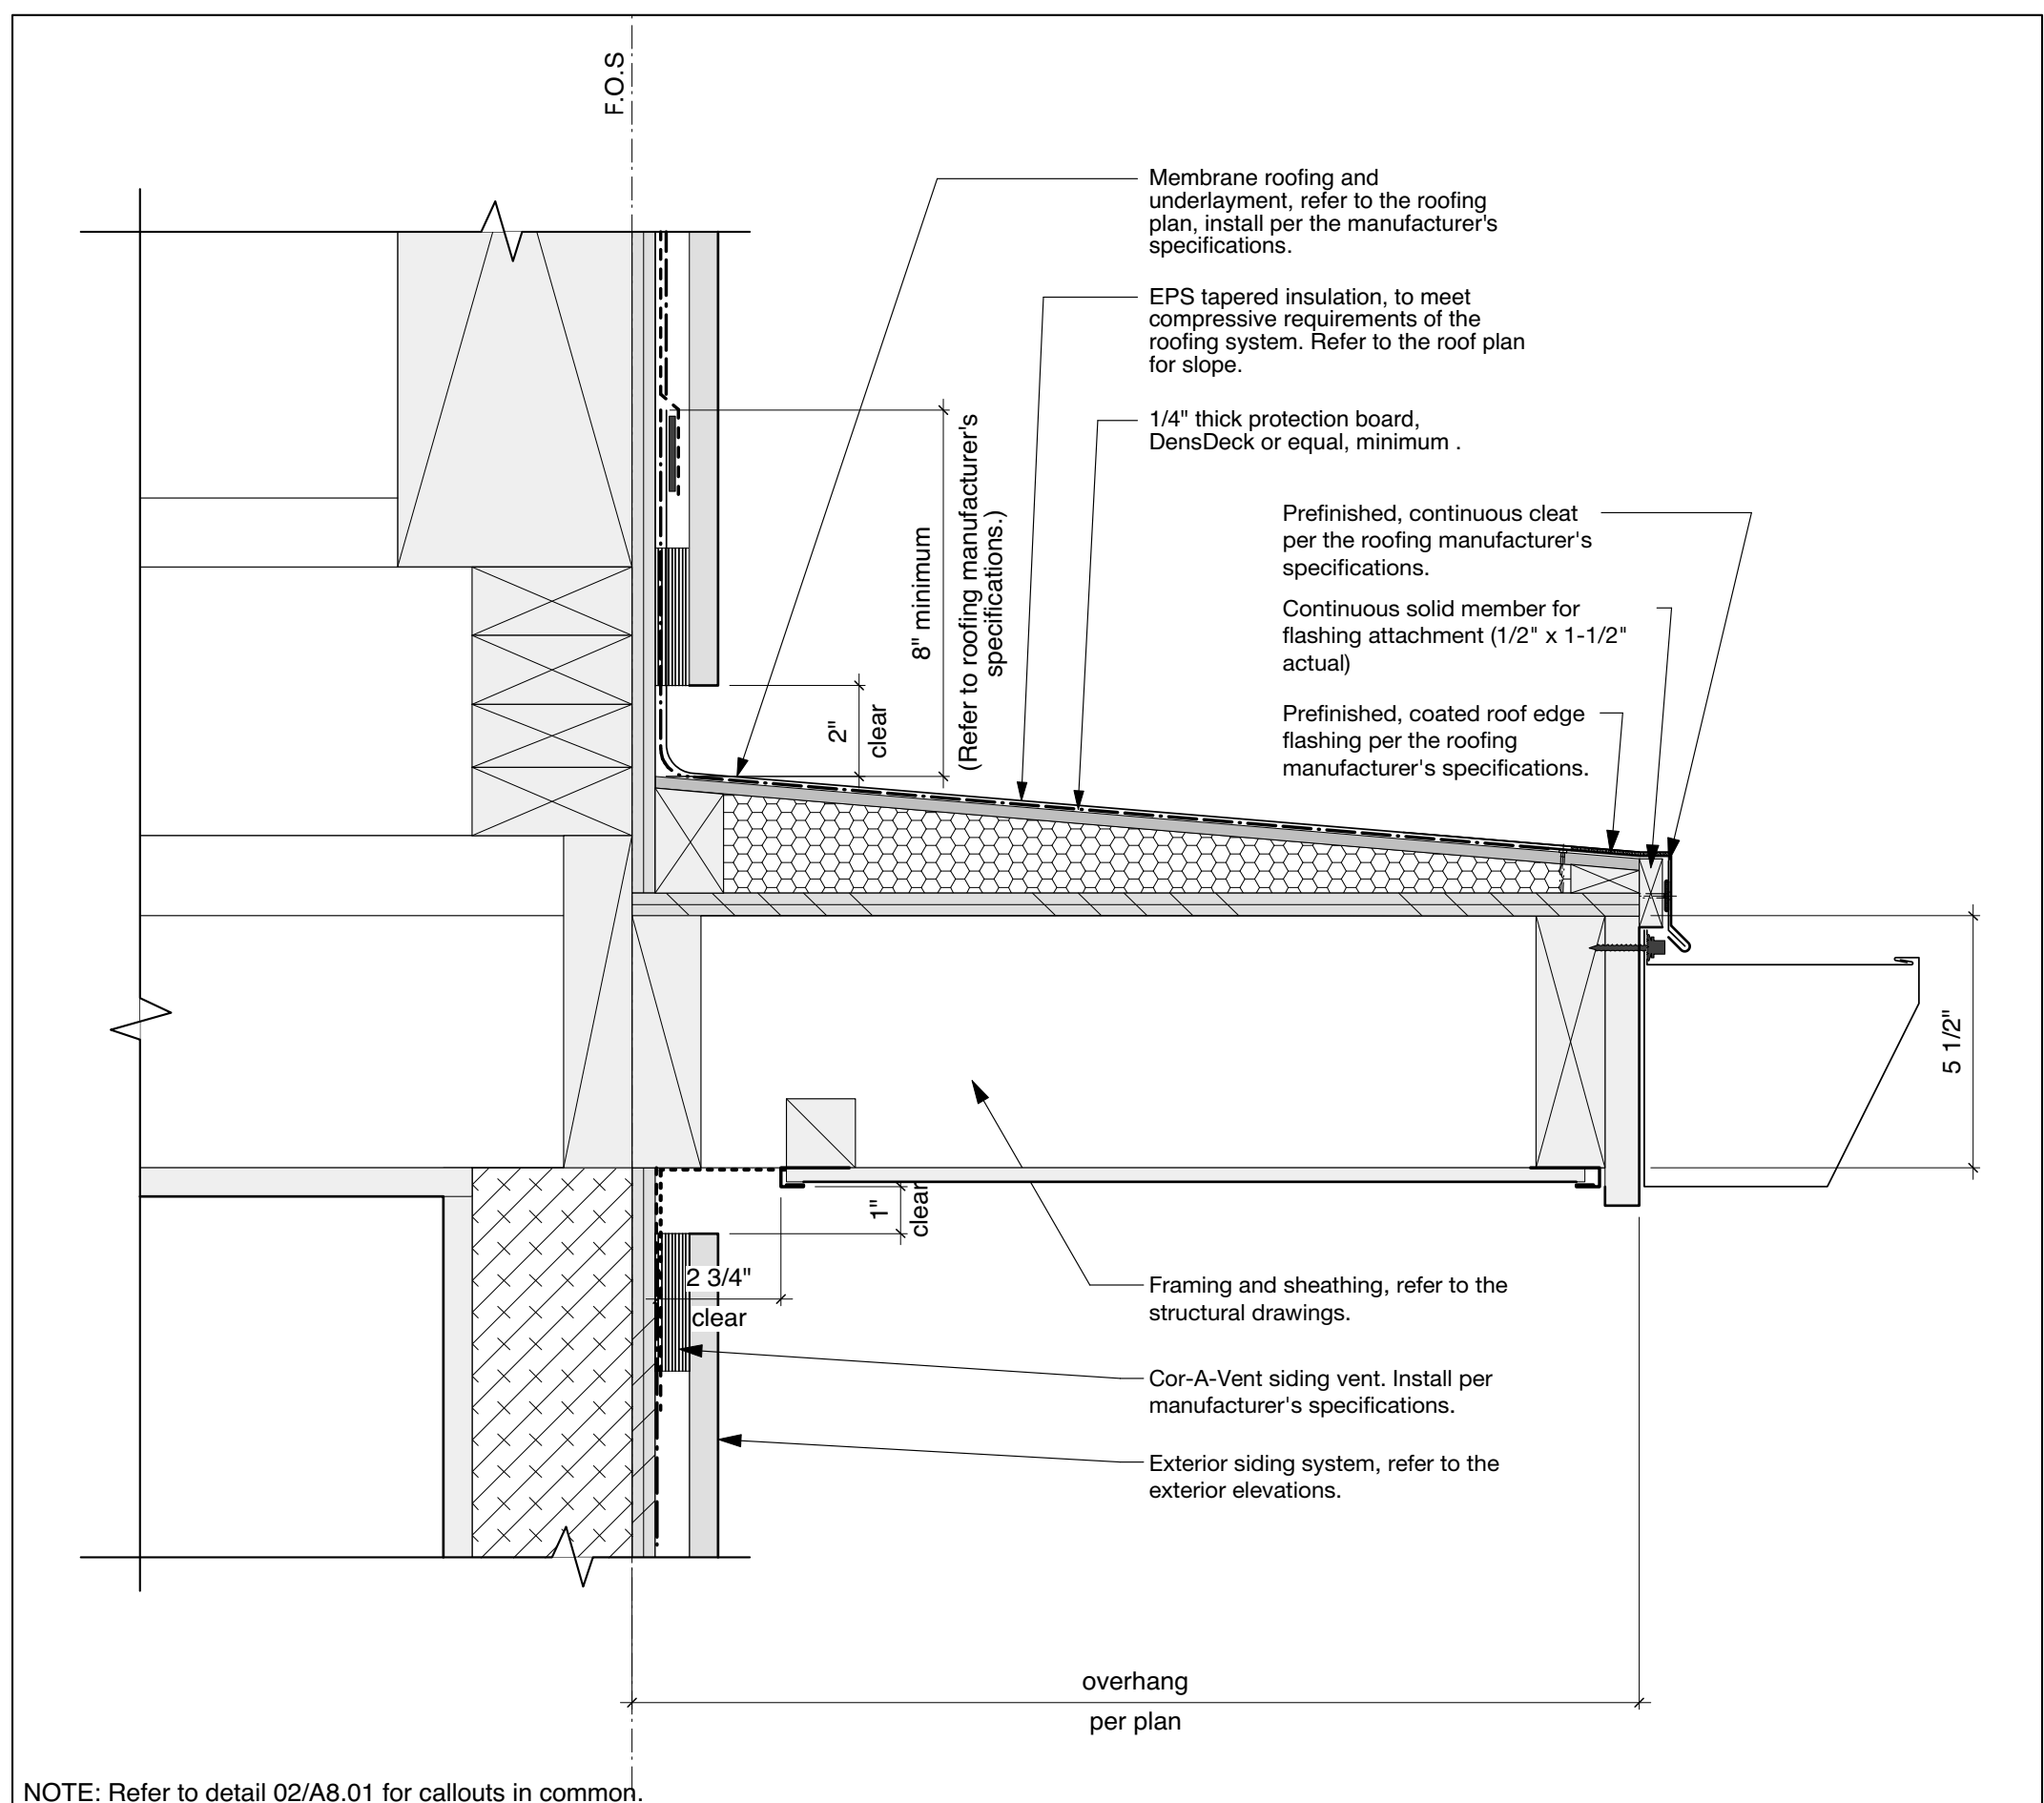 F.O.S
Membrane roofing and
underlayment, refer to the roofing
plan, install per the manufacturer's
specifications.
EPS tapered insulation, to meet
compressive requirements of the
roofing system. Refer to the roof plan
for slope.
1/4" thick protection board,
DensDeck or equal, minimum .
Prefinished, continuous cleat
per the roofing manufacturer's
specifications.
Continuous solid member for
flashing attachment (1/2" x 1-1/2"
actual)
Prefinished, coated roof edge
flashing per the roofing
manufacturer's specifications.
8" minimum
(Refer to roofing manufacturer's
specifications.)
2"
clear
5 1/2"
1"
clear
2 3/4"
clear
Framing and sheathing, refer to the
structural drawings.
Cor-A-Vent siding vent. Install per
manufacturer's specifications.
Exterior siding system, refer to the
exterior elevations.
overhang
per plan
NOTE: Refer to detail 02/A8.01 for callouts in common.